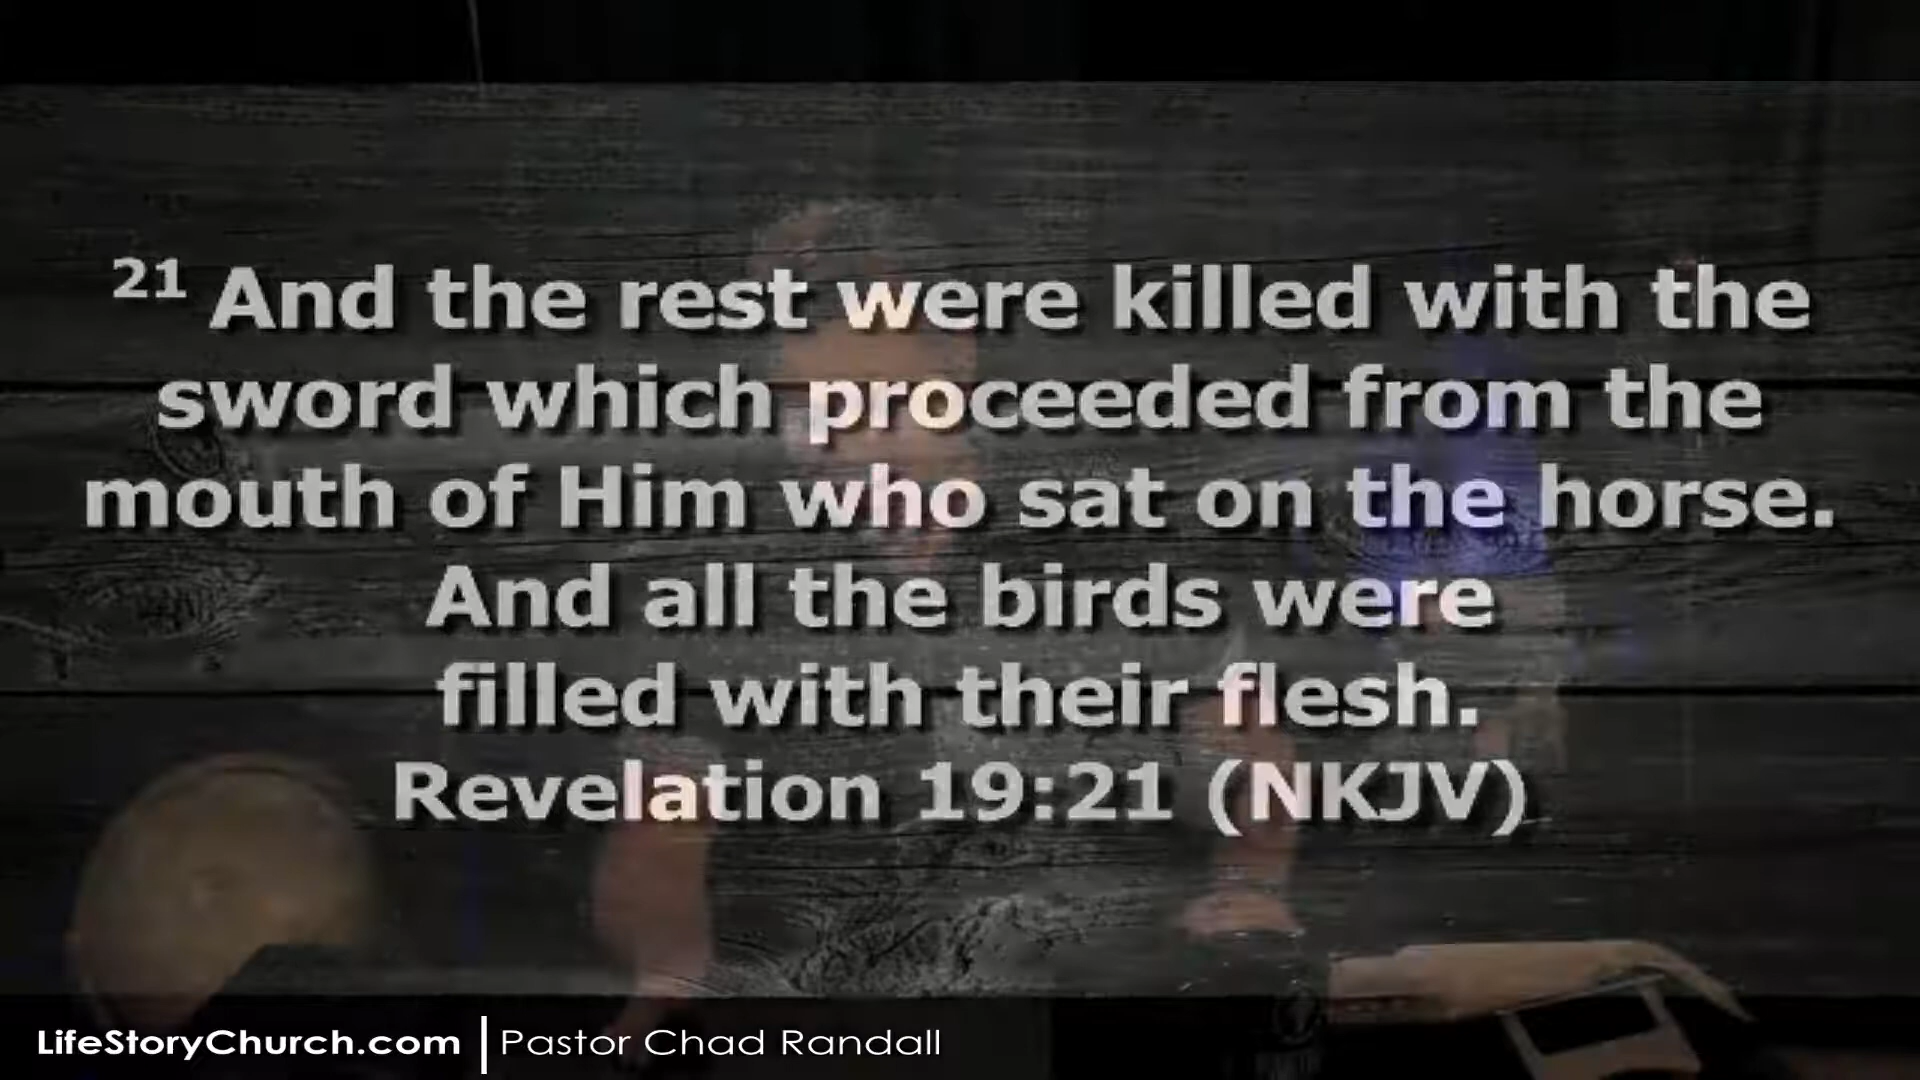 21 And the rest were killed with the
sword which proceeded from the
mouth of Him who sat on the horse.
And all the birds were
filled with their flesh.
Revelation 19:21 (NKJV)
LifeStoryChurch.com | Pastor Chad Randall